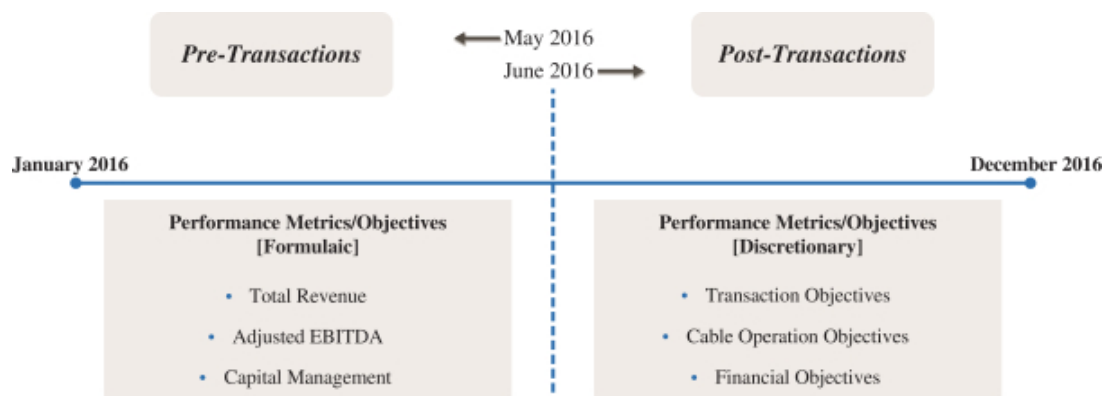 Pre-Transactions
May 2016
June 2016
Post-Transactions
January 2016
December 2016
Performance Metrics/Objectives
[Formulaic]
• Total Revenue
• Adjusted EBITDA
• Capital Management
Performance Metrics/Objectives
[Discretionary]
• Transaction Objectives
• Cable Operation Objectives
• Financial Objectives